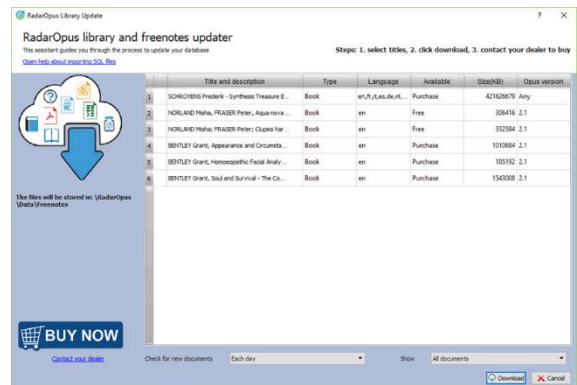 RadarOpus Library Update
RadarOpus library and freenotes updater
This assistant guides you through the process to update your database
Steps: 1. select titles, 2. click download, 3. contact your dealer to buy
Open help about importing SQL files
Title and description Type Language Available Size(KB) Opus version
1 SCHROYENS Frederik - Synthesis Treasure E... Book en,fr,it,es,de,nl,... Purchase 421626679 Any
2 NORLAND Misha, FRASER Peter, Aqua nova ... Book en Free 306416 2.1
3 NORLAND Misha, FRASER Peter; Clupea har... Book en Free 332584 2.1
4 BENTLEY Grant, Appearance and Circumsta... Book en Purchase 1010684 2.1
5 BENTLEY Grant, Homoeopathic Facial Analy... Book en Purchase 185192 2.1
6 BENTLEY Grant, Soul and Survival - The Co... Book en Purchase 1543008 2.1
The files will be stored in: \RadarOpus
\Data\Freenotes
BUY NOW
Contact your dealer
Check for new documents Each day Show All documents
Download Cancel